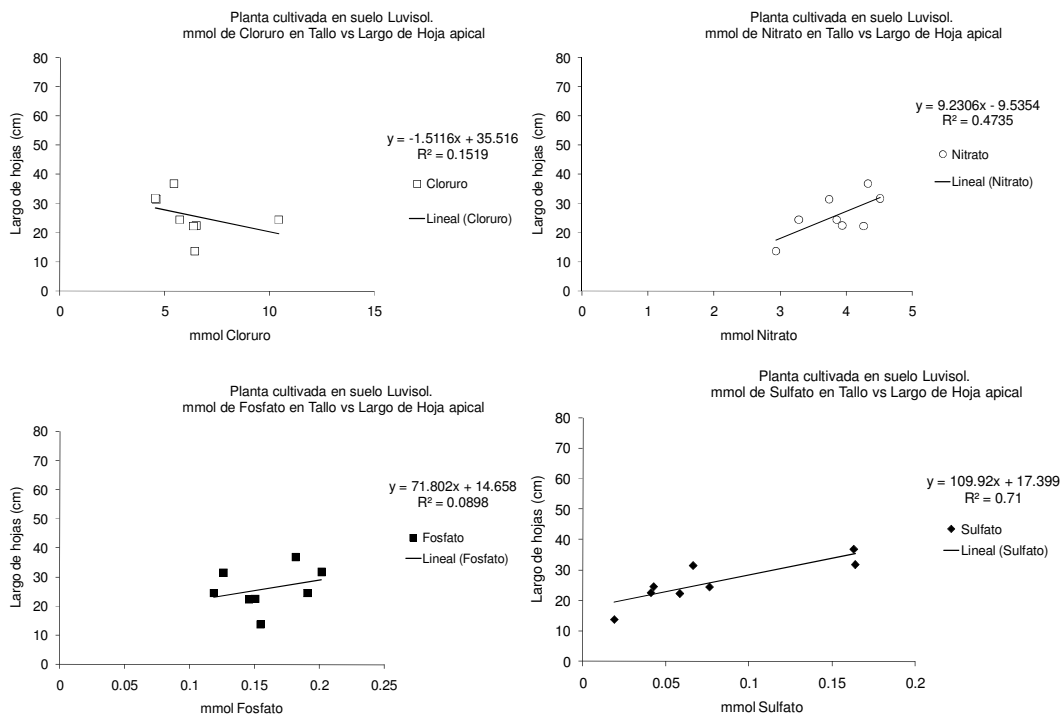 Planta cultivada en suelo Luvisol.
mmol de Cloruro en Tallo vs Largo de Hoja apical
80
70
60
50
40
30
20
10
0
Largo de hojas (cm)
y = -1.5116x + 35.516
R² = 0.1519
Cloruro
Lineal (Cloruro)
0 5 10 15
mmol Cloruro
Planta cultivada en suelo Luvisol.
mmol de Nitrato en Tallo vs Largo de Hoja apical
80
70
60
50
40
30
20
10
0
Largo de hojas (cm)
y = 9.2306x - 9.5354
R² = 0.4735
Nitrato
Lineal (Nitrato)
0 1 2 3 4 5
mmol Nitrato
Planta cultivada en suelo Luvisol.
mmol de Fosfato en Tallo vs Largo de Hoja apical
80
70
60
50
40
30
20
10
0
Largo de hojas (cm)
y = 71.802x + 14.658
R² = 0.0898
Fosfato
Lineal (Fosfato)
0 0.05 0.1 0.15 0.2 0.25
mmol Fosfato
Planta cultivada en suelo Luvisol.
mmol de Sulfato en Tallo vs Largo de Hoja apical
80
70
60
50
40
30
20
10
0
Largo de hojas (cm)
y = 109.92x + 17.399
R² = 0.71
Sulfato
Lineal (Sulfato)
0 0.05 0.1 0.15 0.2
mmol Sulfato